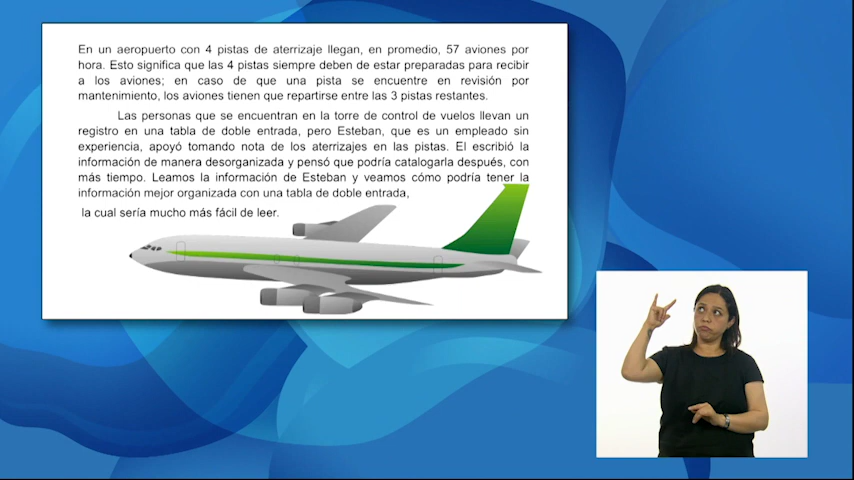 En un aeropuerto con 4 pistas de aterrizaje llegan, en promedio, 57 aviones por
hora. Esto significa que las 4 pistas siempre deben de estar preparadas para recibir
a los aviones; en caso de que una pista se encuentre en revisión por
mantenimiento, los aviones tienen que repartirse entre las 3 pistas restantes.
Las personas que se encuentran en la torre de control de vuelos llevan un
registro en una tabla de doble entrada, pero Esteban, que es un empleado sin
experiencia, apoyó tomando nota de los aterrizajes en las pistas. El escribió la
información de manera desorganizada y pensó que podría catalogarla después, con
más tiempo. Leamos la información de Esteban y veamos cómo podría tener la
información mejor organizada con una tabla de doble entrada,
la cual sería mucho más fácil de leer.